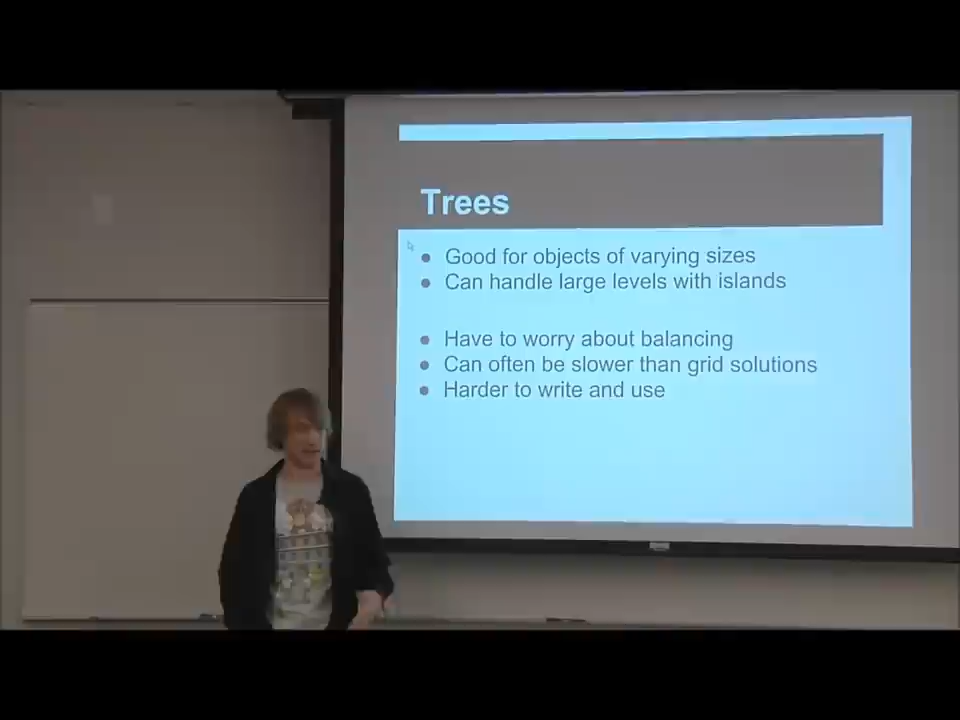 Trees
● Good for objects of varying sizes
● Can handle large levels with islands
● Have to worry about balancing
● Can often be slower than grid solutions
● Harder to write and use